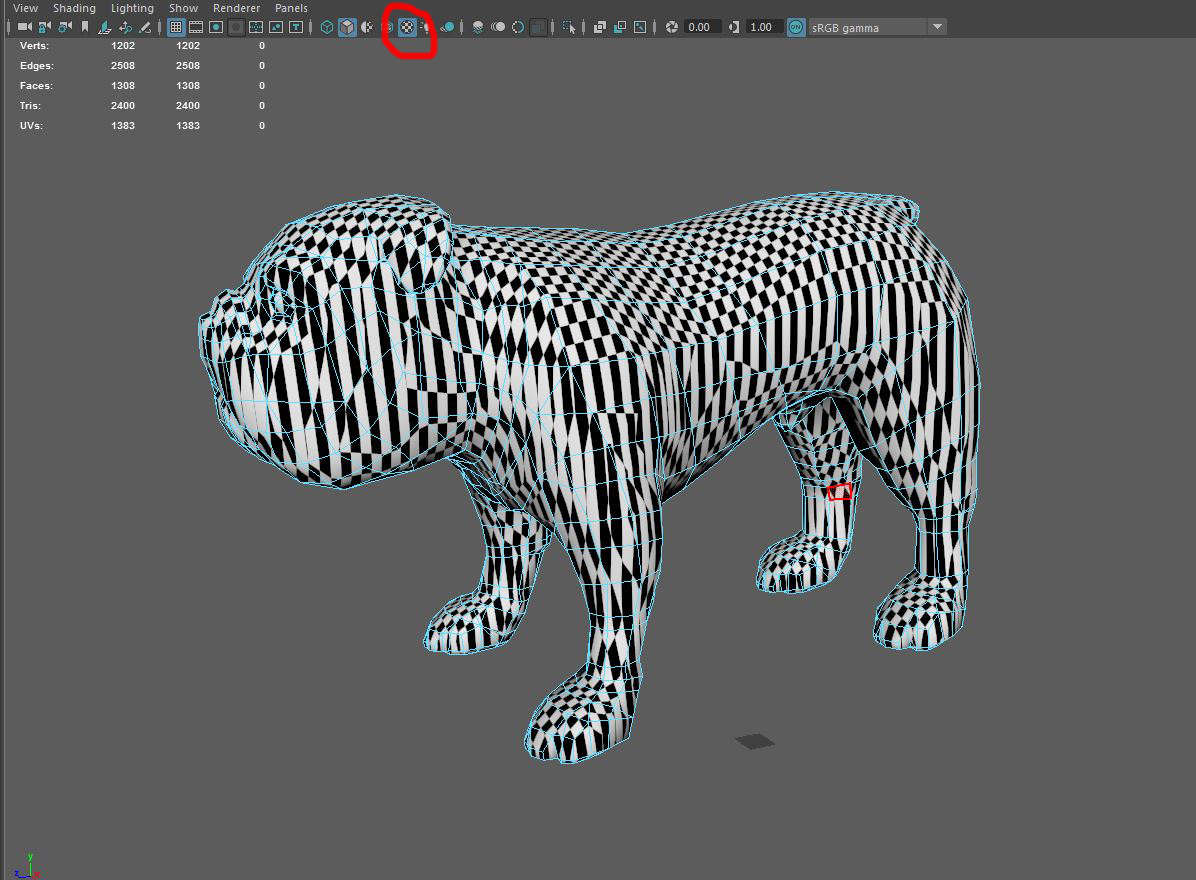 View Shading Lighting Show Renderer Panels
0.00 1.00 ON sRGB gamma
Verts: 1202 1202 0
Edges: 2508 2508 0
Faces: 1308 1308 0
Tris: 2400 2400 0
UVs: 1383 1383 0
y
z x